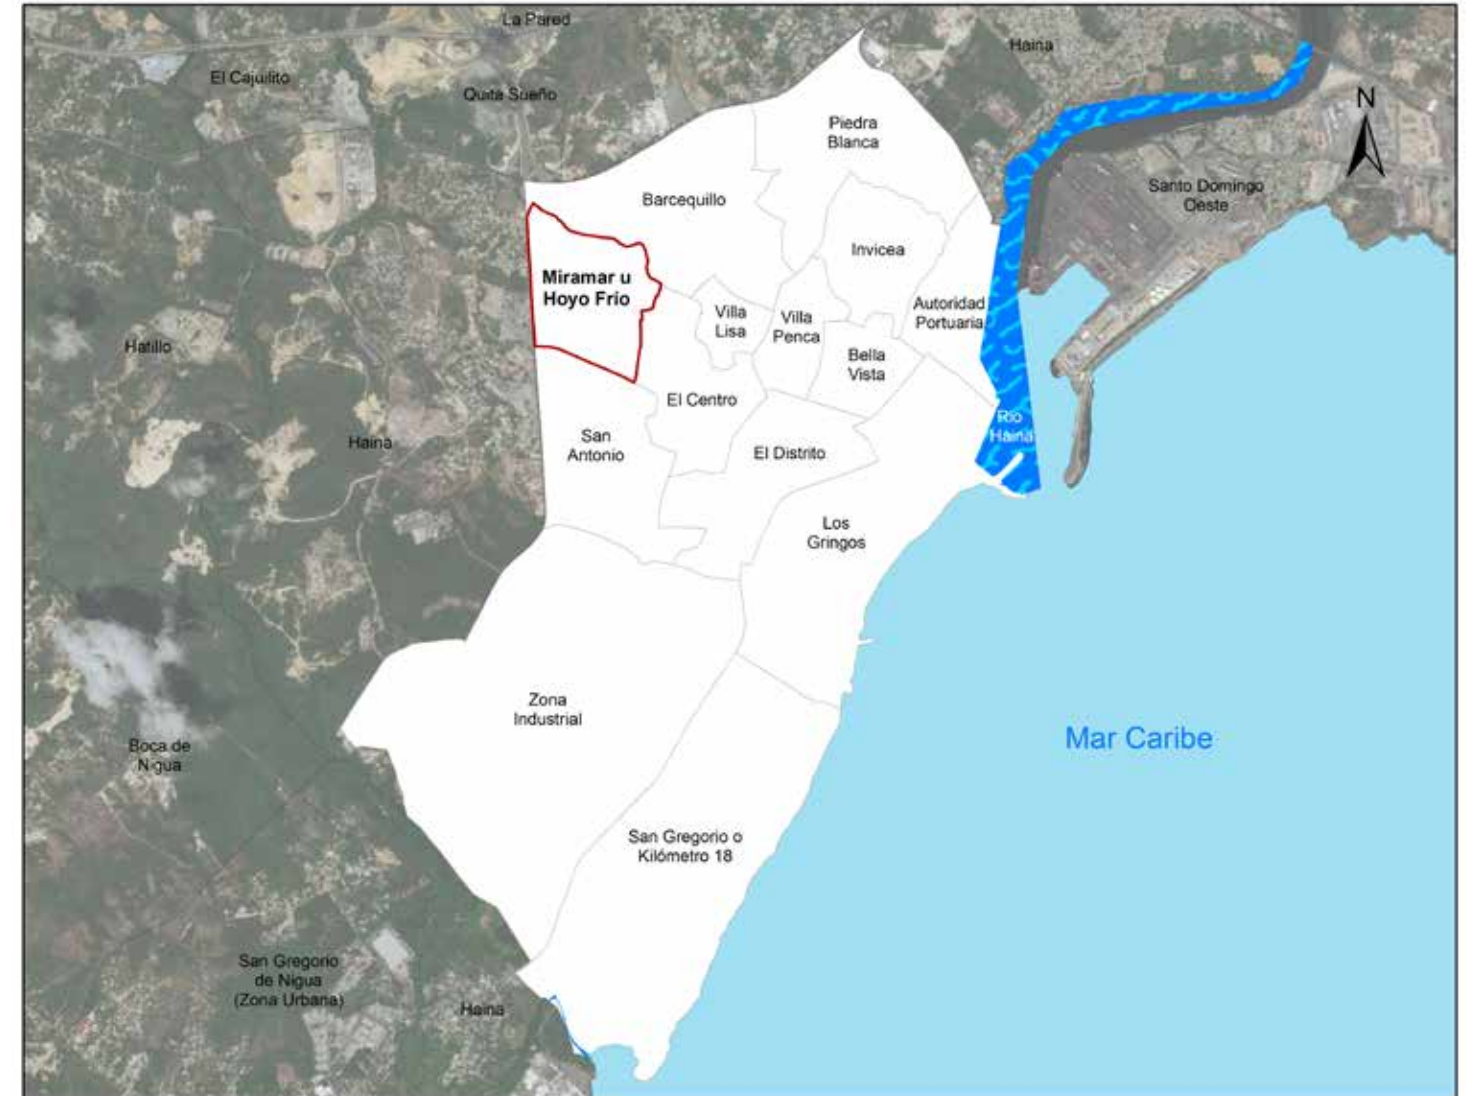 La Pared
Haina
El Cajuilito
Quita Sueño
N
Piedra
Blanca
Santo Domingo
Oeste
Barcequillo
Invicea
Miramar u
Hoyo Frio
Autoridad
Portuaria
Villa
Lisa
Villa
Penca
Hatillo
Bella
Vista
El Centro
Rio
Haina
Haina
San
Antonio
El Distrito
Los
Gringos
Zona
Industrial
Mar Caribe
Boca de
Nigua
San Gregorio o
Kilómetro 18
San Gregorio
de Nigua
(Zona Urbana)
Haina